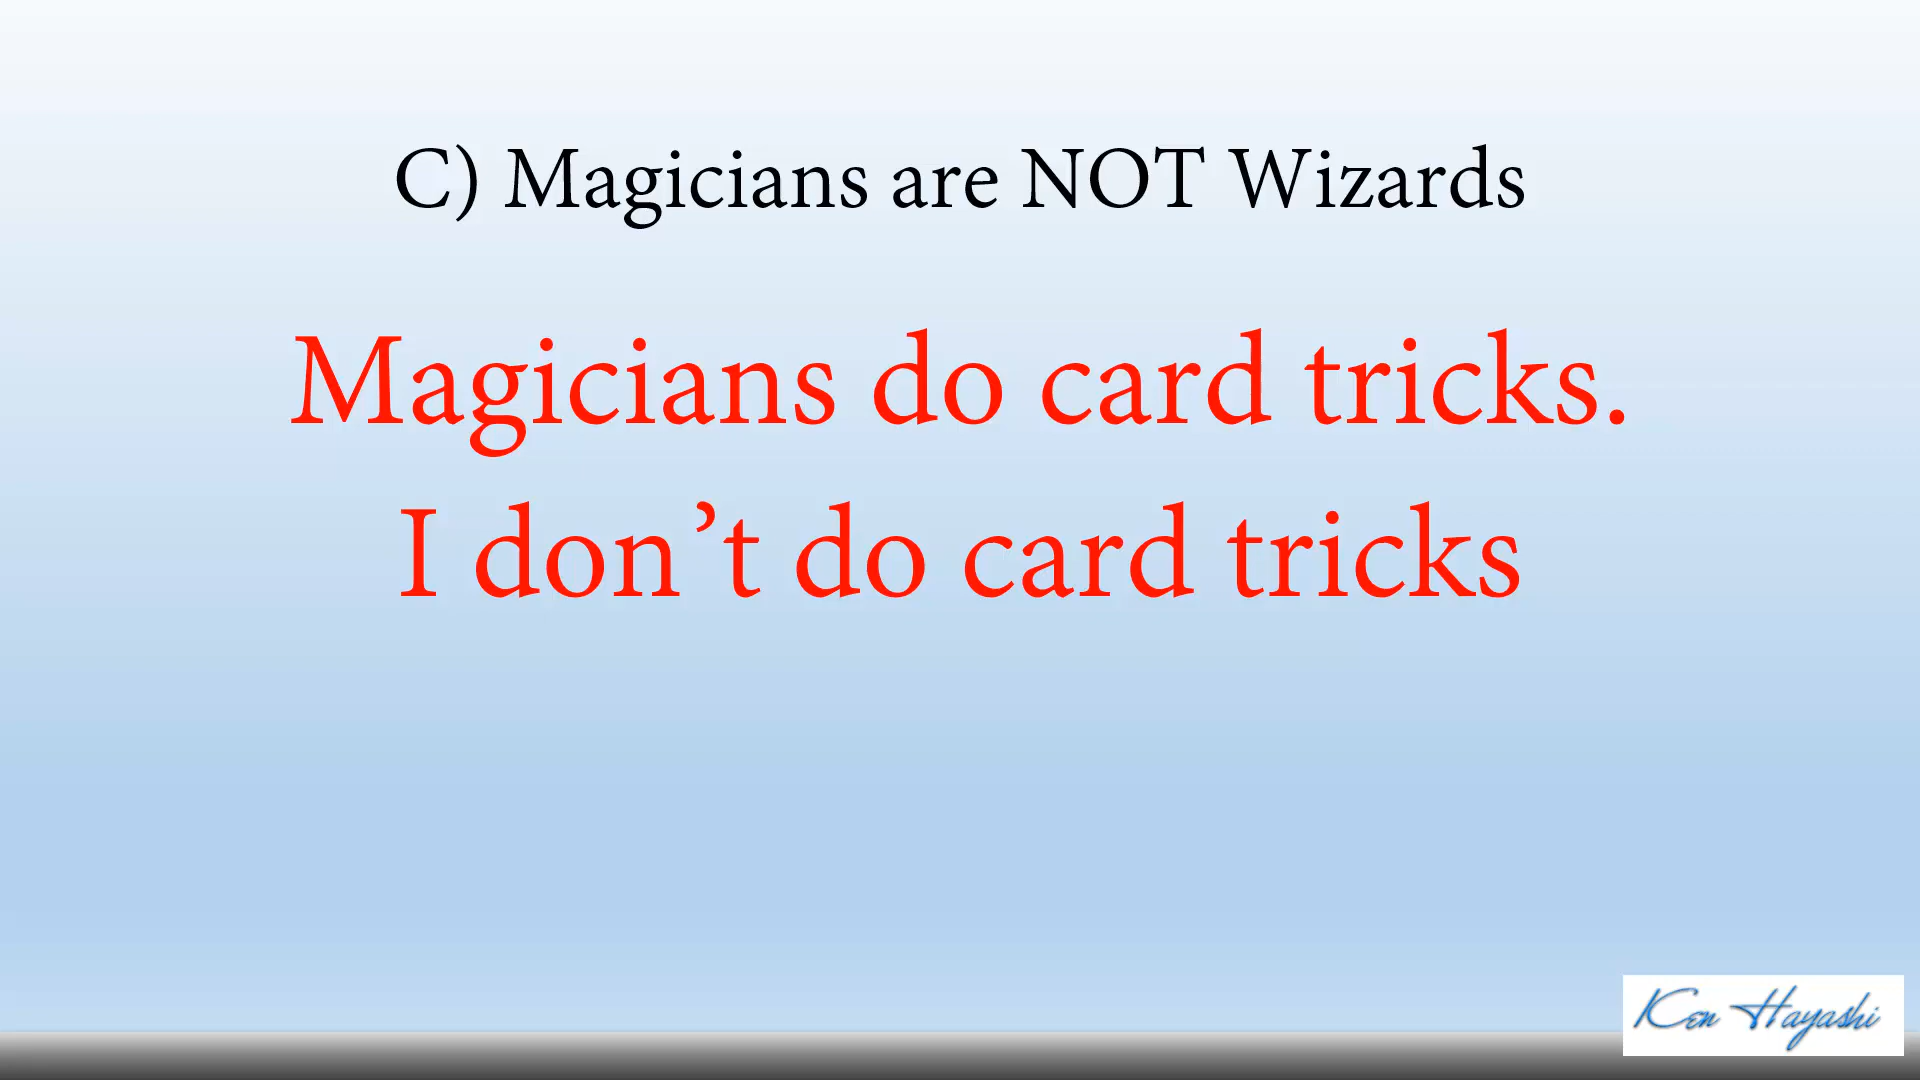 C) Magicians are NOT Wizards
Magicians do card tricks.
I don’t do card tricks
Ken Hayashi